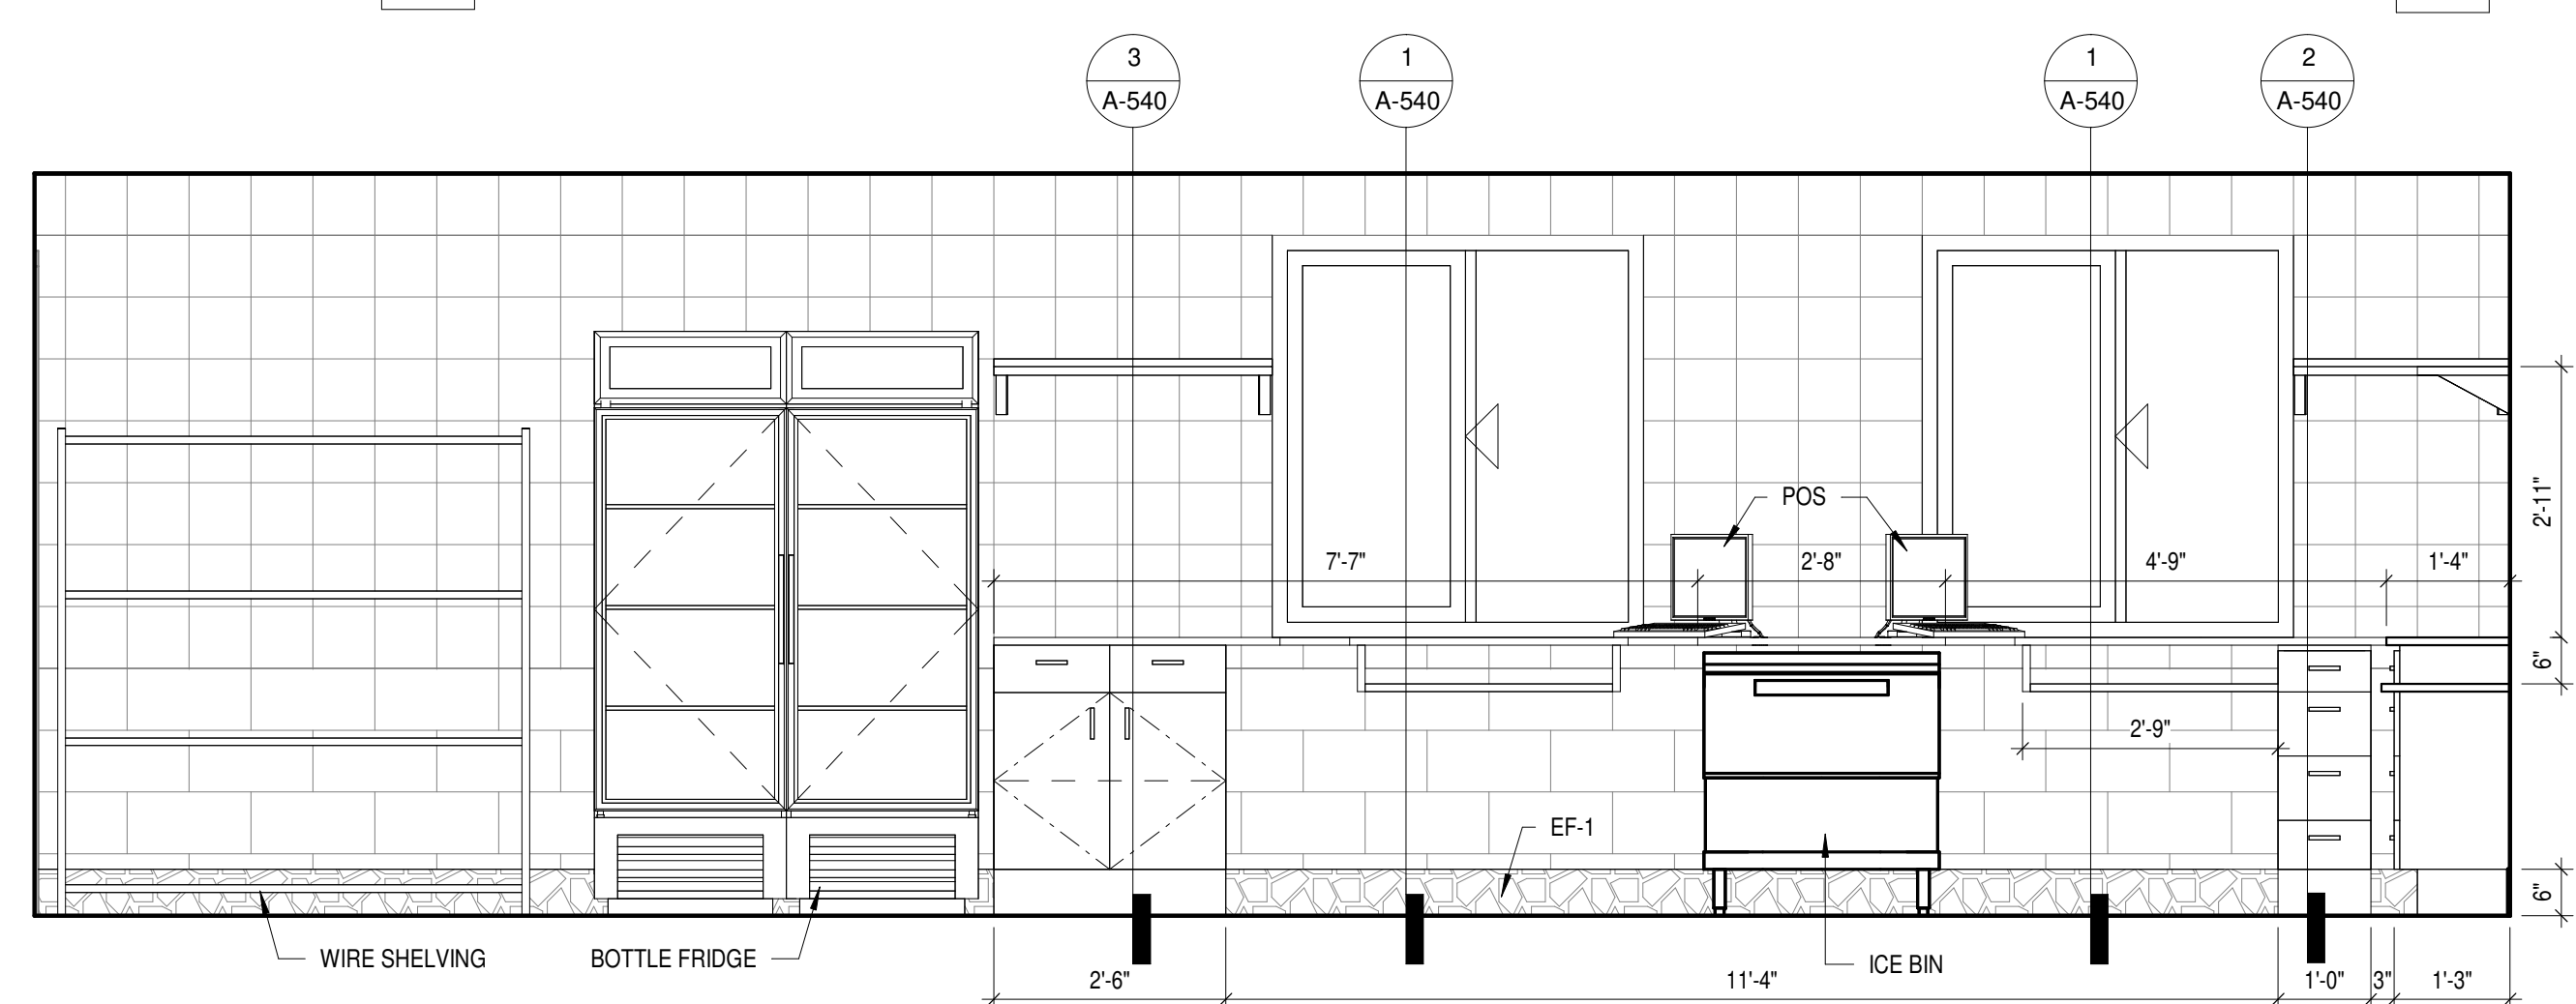 3
A-540
1
A-540
1
A-540
2
A-540
POS
2'-11"
7'-7"
2'-8"
4'-9"
1'-4"
6"
2'-9"
EF-1
6"
WIRE SHELVING
BOTTLE FRIDGE
ICE BIN
2'-6"
11'-4"
1'-0"
3"
1'-3"